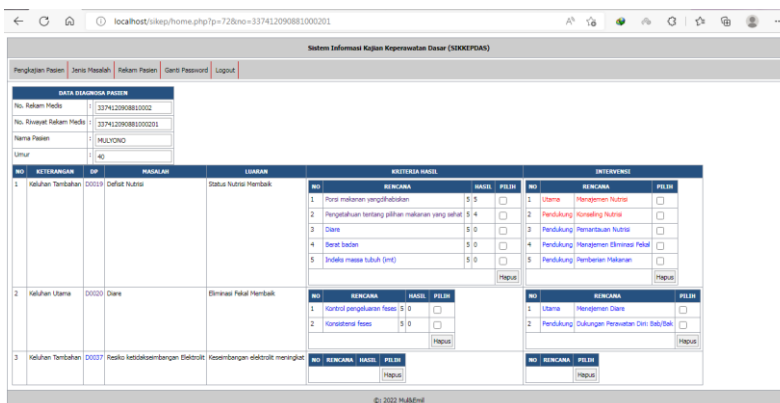 localhost/sikep/home.php?p=72&no=337412090881000201
Sistem Informasi Kajian Keperawatan Dasar (SIKKEPDAS)
Pengkajian Pasien Jenis Masalah Rekam Pasien Ganti Password Logout
DATA DIAGNOSA PASIEN
No. Rekam Medis : 3374120908810002
No. Riwayat Rekam Medis : 337412090881000201
Nama Pasien : MULYONO
Umur : 40
NO KETERANGAN DP MASALAH LUARAN KRITERIA HASIL INTERVENSI
1 Keluhan Tambahan D0019 Defisit Nutrisi Status Nutrisi Membaik
NO RENCANA HASIL PILIH
1 Porsi makanan yangdihabiskan 5 5
2 Pengetahuan tentang pilihan makanan yang sehat 5 4
3 Diare 5 0
4 Berat badan 5 0
5 Indeks massa tubuh (imt) 5 0
Hapus
NO RENCANA PILIH
1 Utama Manajemen Nutrisi
2 Pendukung Konseling Nutrisi
3 Pendukung Pemantauan Nutrisi
4 Pendukung Manajemen Eliminasi Fekal
5 Pendukung Pemberian Makanan
Hapus
2 Keluhan Utama D0020 Diare Eliminasi Fekal Membaik
NO RENCANA HASIL PILIH
1 Kontrol pengeluaran feses 5 0
2 Konsistensi feses 5 0
Hapus
NO RENCANA PILIH
1 Utama Manajemen Diare
2 Pendukung Dukungan Perawatan Diri: Bab/Bak
Hapus
3 Keluhan Tambahan D0037 Resiko ketidakseimbangan Elektrolit Keseimbangan elektrolit meningkat
NO RENCANA HASIL PILIH
Hapus
NO RENCANA PILIH
Hapus
©: 2022 Mul&Emil